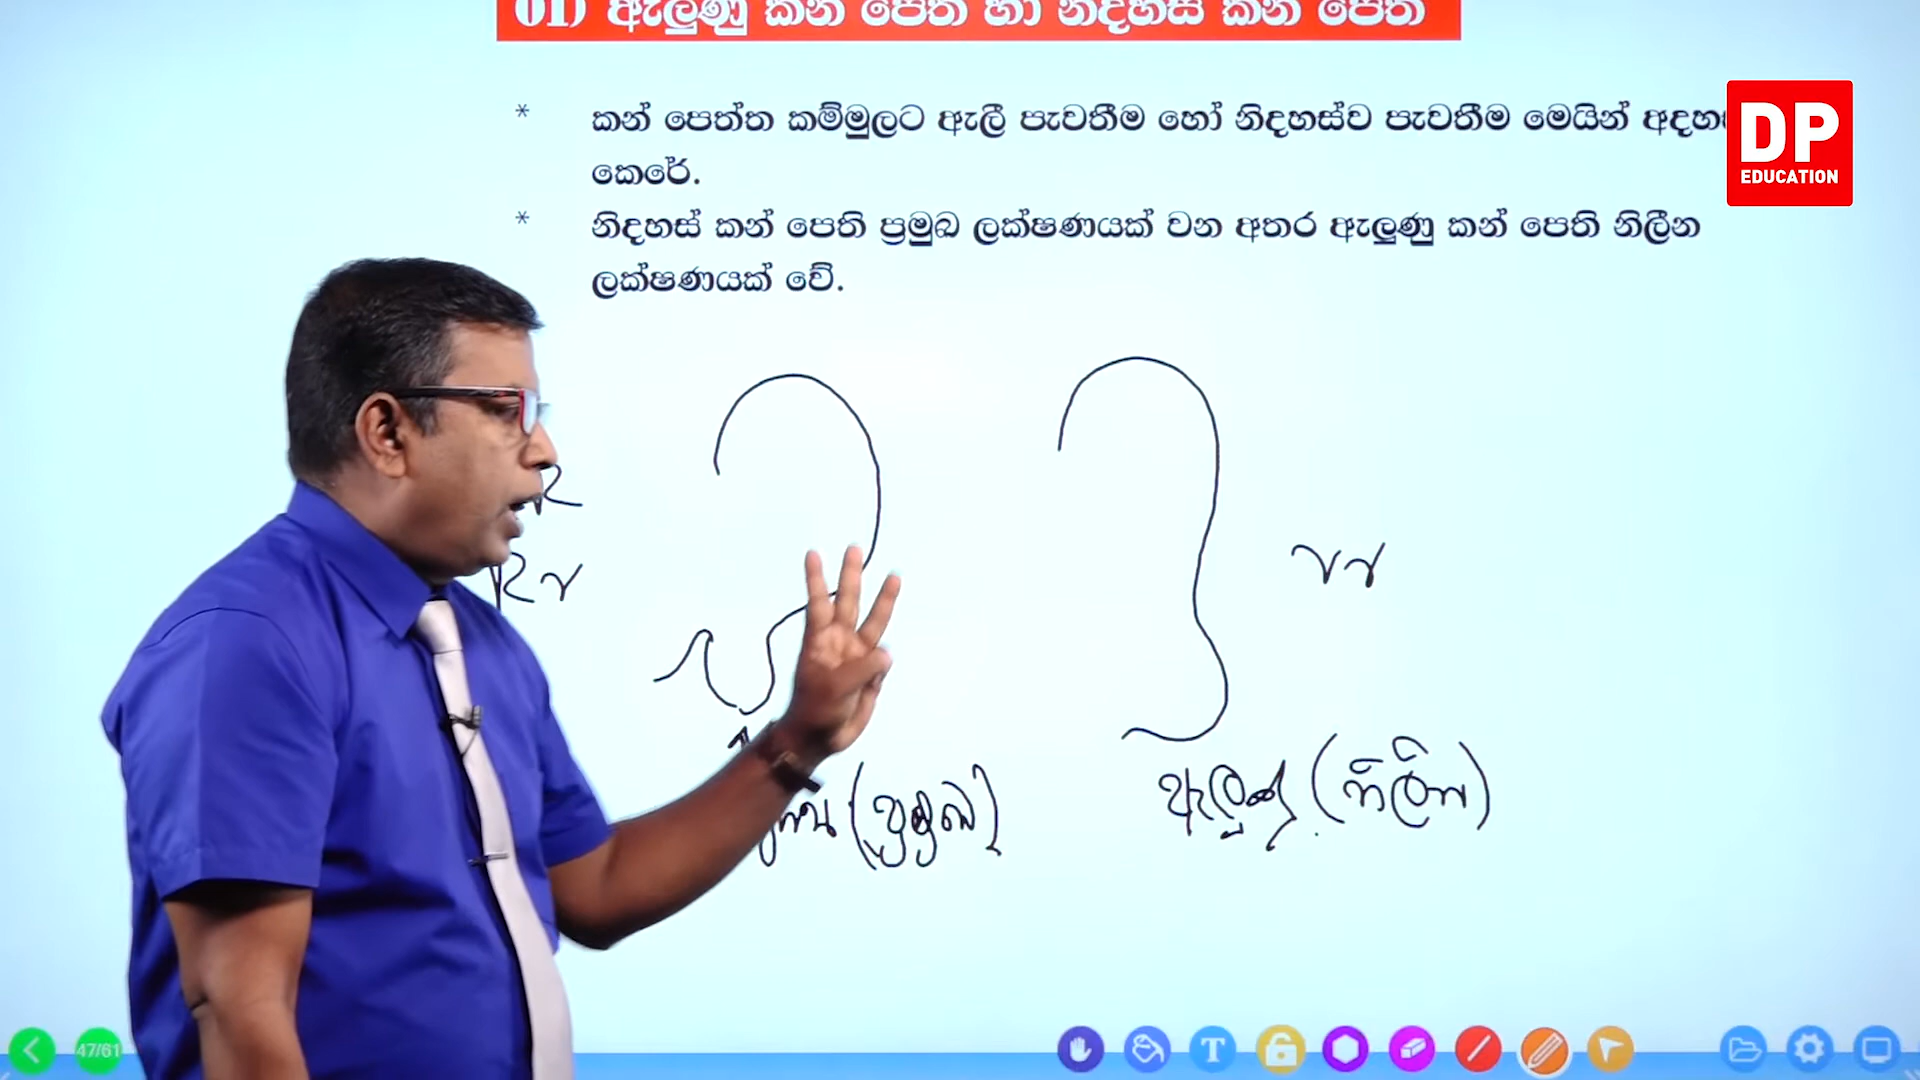 01) ඇලුණු කන් පෙති හා නිදහස් කන් පෙති
* කන් පෙත්ත කම්මුලට ඇලී පැවතීම හෝ නිදහස්ව පැවතීම මෙයින් අදහස්
කෙරේ.
* නිදහස් කන් පෙති ප්‍රමුඛ ලක්ෂණයක් වන අතර ඇලුණු කන් පෙති නිලීන
ලක්ෂණයක් වේ.
DP
EDUCATION
(ප්‍රමුඛ)
ඇලුණු (නිලීන)
47/61
T